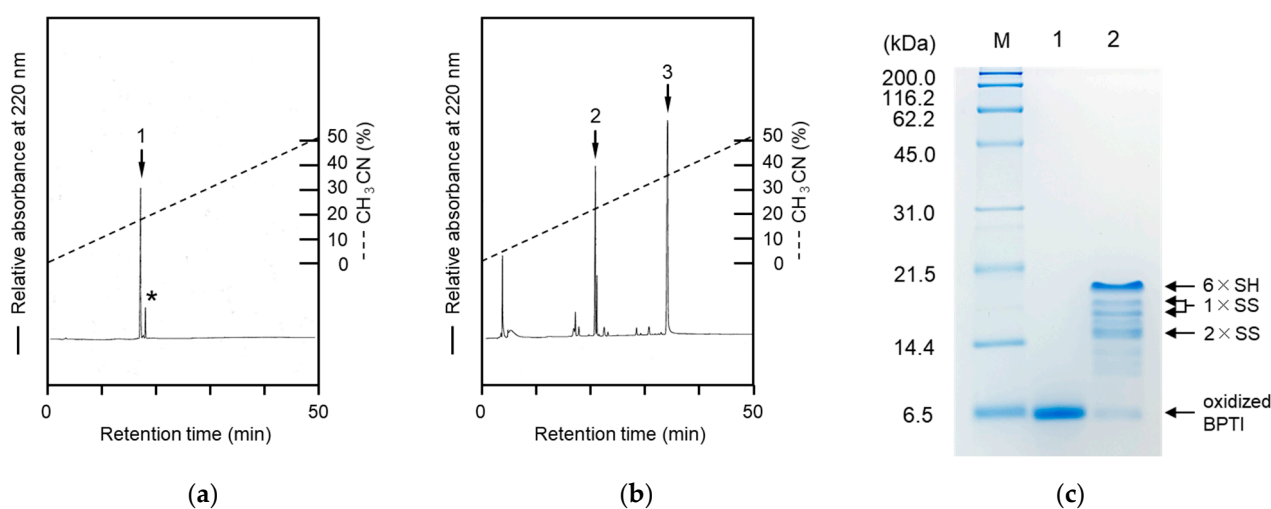 Relative absorbance at 220 nm
1
*
50
40
30
20
10
0
--- CH₃CN (%)
0
50
Retention time (min)
(a)
Relative absorbance at 220 nm
2
3
50
40
30
20
10
0
--- CH₃CN (%)
0
50
Retention time (min)
(b)
(kDa) M 1 2
200.0
116.2
62.2
45.0
31.0
21.5
14.4
6.5
6×SH
1×SS
2×SS
oxidized
BPTI
(c)